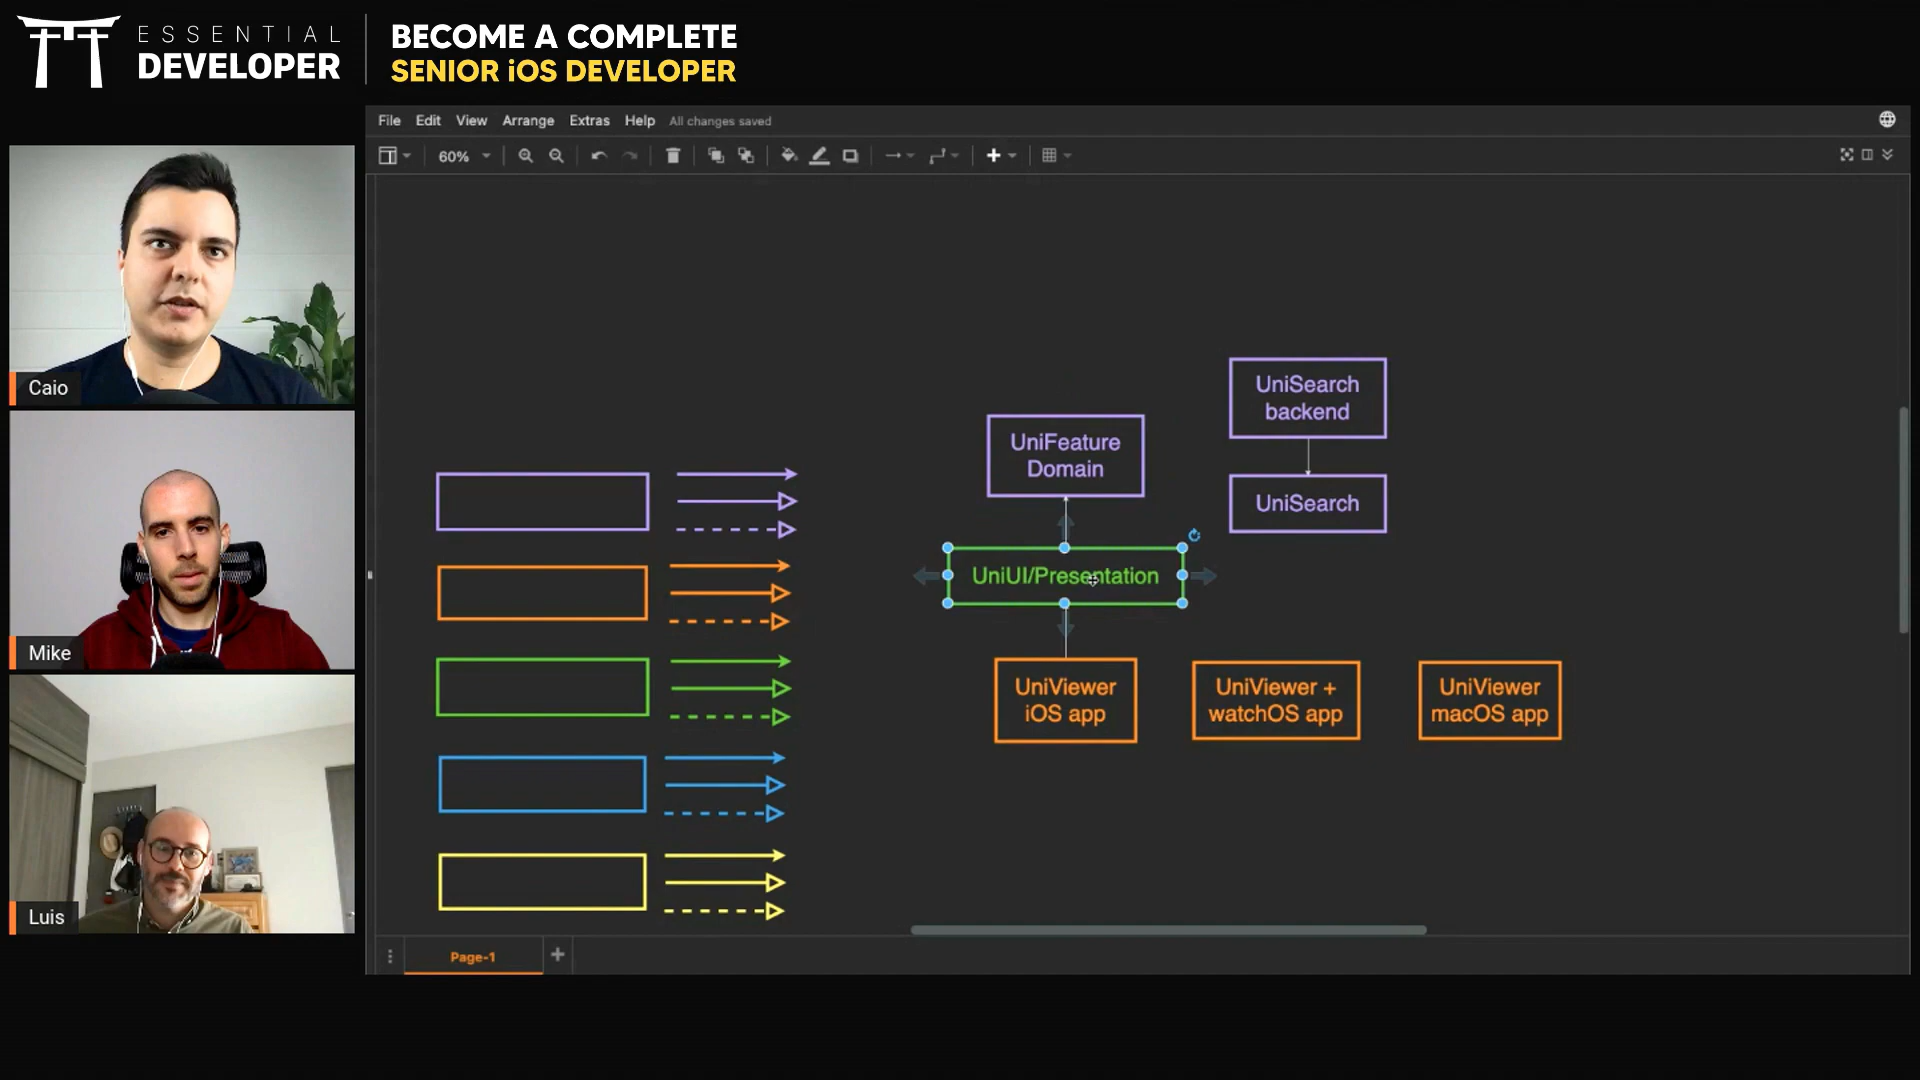 ESSENTIAL
DEVELOPER
BECOME A COMPLETE
SENIOR iOS DEVELOPER
File Edit View Arrange Extras Help All changes saved
60%
Caio
Mike
Luis
UniFeature
Domain
UniSearch
backend
UniSearch
UniUI/Presentation
UniViewer
iOS app
UniViewer +
watchOS app
UniViewer
macOS app
Page-1